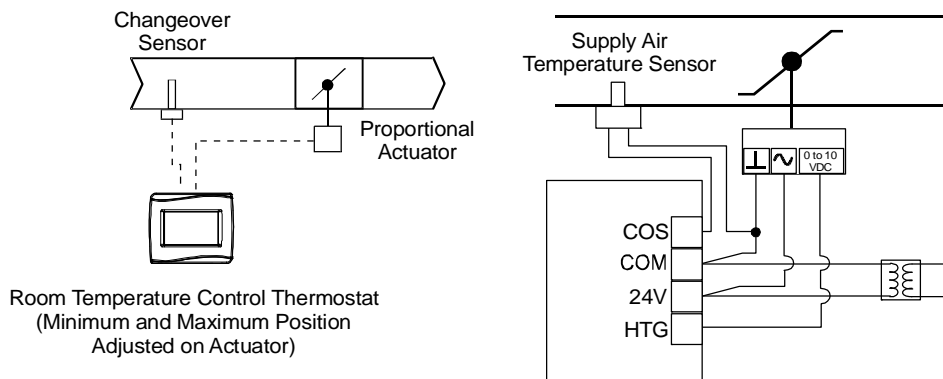 Changeover
Sensor
Proportional
Actuator
Room Temperature Control Thermostat
(Minimum and Maximum Position
Adjusted on Actuator)
Supply Air
Temperature Sensor
0 to 10
VDC
COS
COM
24V
HTG